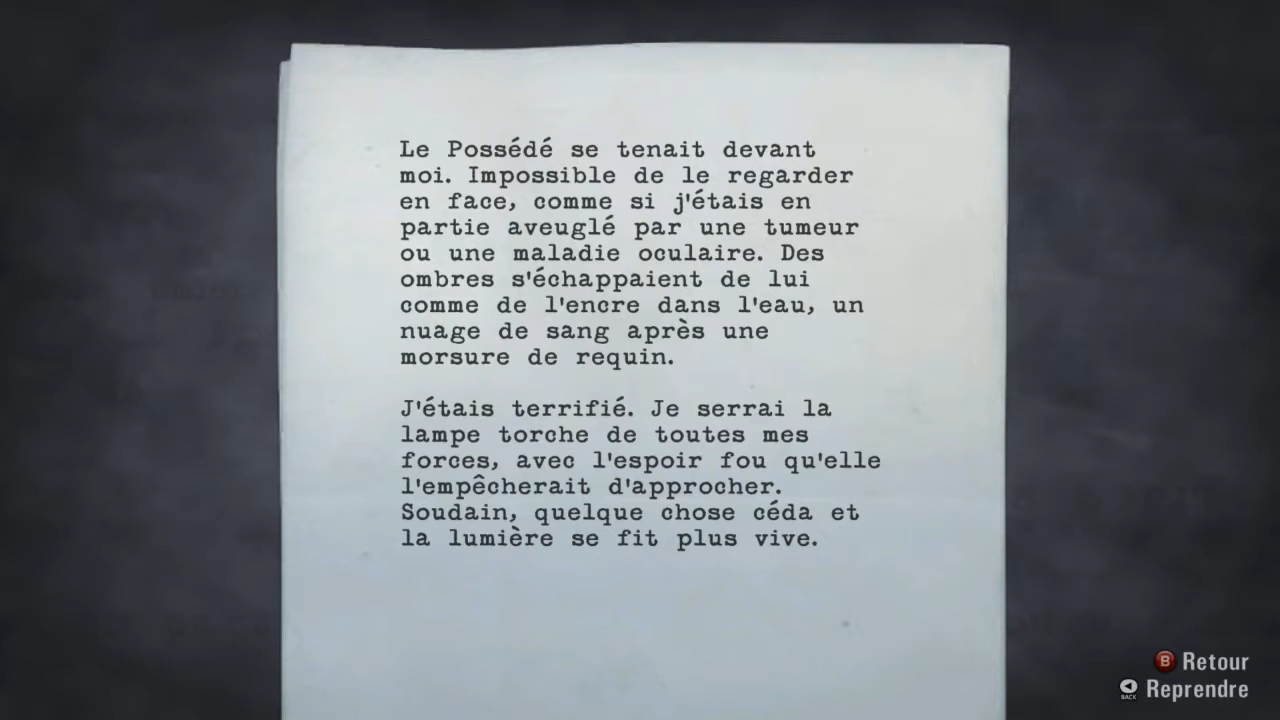 Le Possédé se tenait devant
moi. Impossible de le regarder
en face, comme si j'étais en
partie aveuglé par une tumeur
ou une maladie oculaire. Des
ombres s'échappaient de lui
comme de l'encre dans l'eau, un
nuage de sang après une
morsure de requin.

J'étais terrifié. Je serrai la
lampe torche de toutes mes
forces, avec l'espoir fou qu'elle
l'empêcherait d'approcher.
Soudain, quelque chose céda et
la lumière se fit plus vive.

B Retour
BACK Reprendre